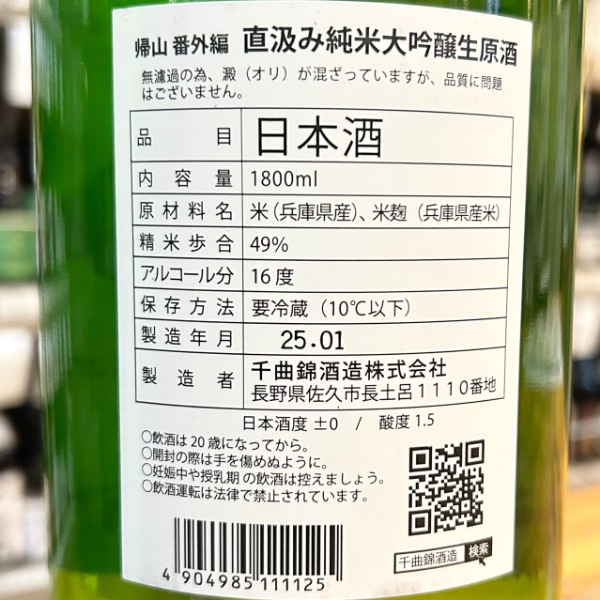 帰山 番外編 直汲み純米大吟醸生原酒
無濾過の為、澱（オリ）が混ざっていますが、品質に問題
はございません。
品目 日本酒
内容量 1800ml
原材料名 米（兵庫県産）、米麹（兵庫県産米）
精米歩合 49%
アルコール分 16度
保存方法 要冷蔵（10℃以下）
製造年月 25.01
製造者 千曲錦酒造株式会社
長野県佐久市長土呂1110番地
日本酒度 ±0 / 酸度 1.5
○飲酒は20歳になってから。
○開封の際は手を傷めぬように。
○妊娠中や授乳期の飲酒は控えましょう。
○飲酒運転は法律で禁止されています。
千曲錦酒造 検索
4 904985 111125